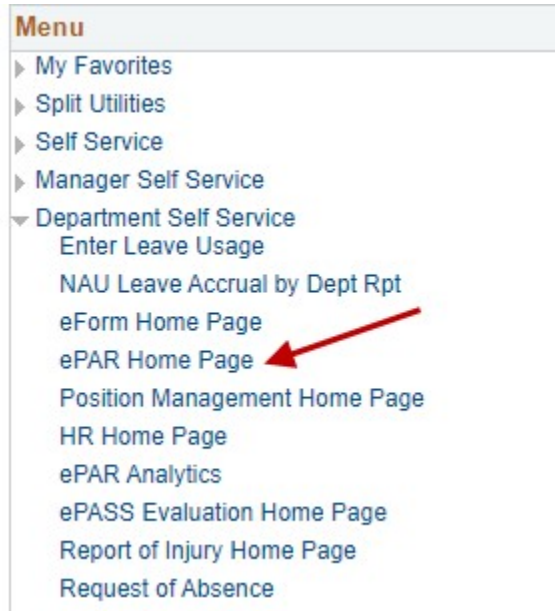 Menu
My Favorites
Split Utilities
Self Service
Manager Self Service
Department Self Service
Enter Leave Usage
NAU Leave Accrual by Dept Rpt
eForm Home Page
ePAR Home Page
Position Management Home Page
HR Home Page
ePAR Analytics
ePASS Evaluation Home Page
Report of Injury Home Page
Request of Absence